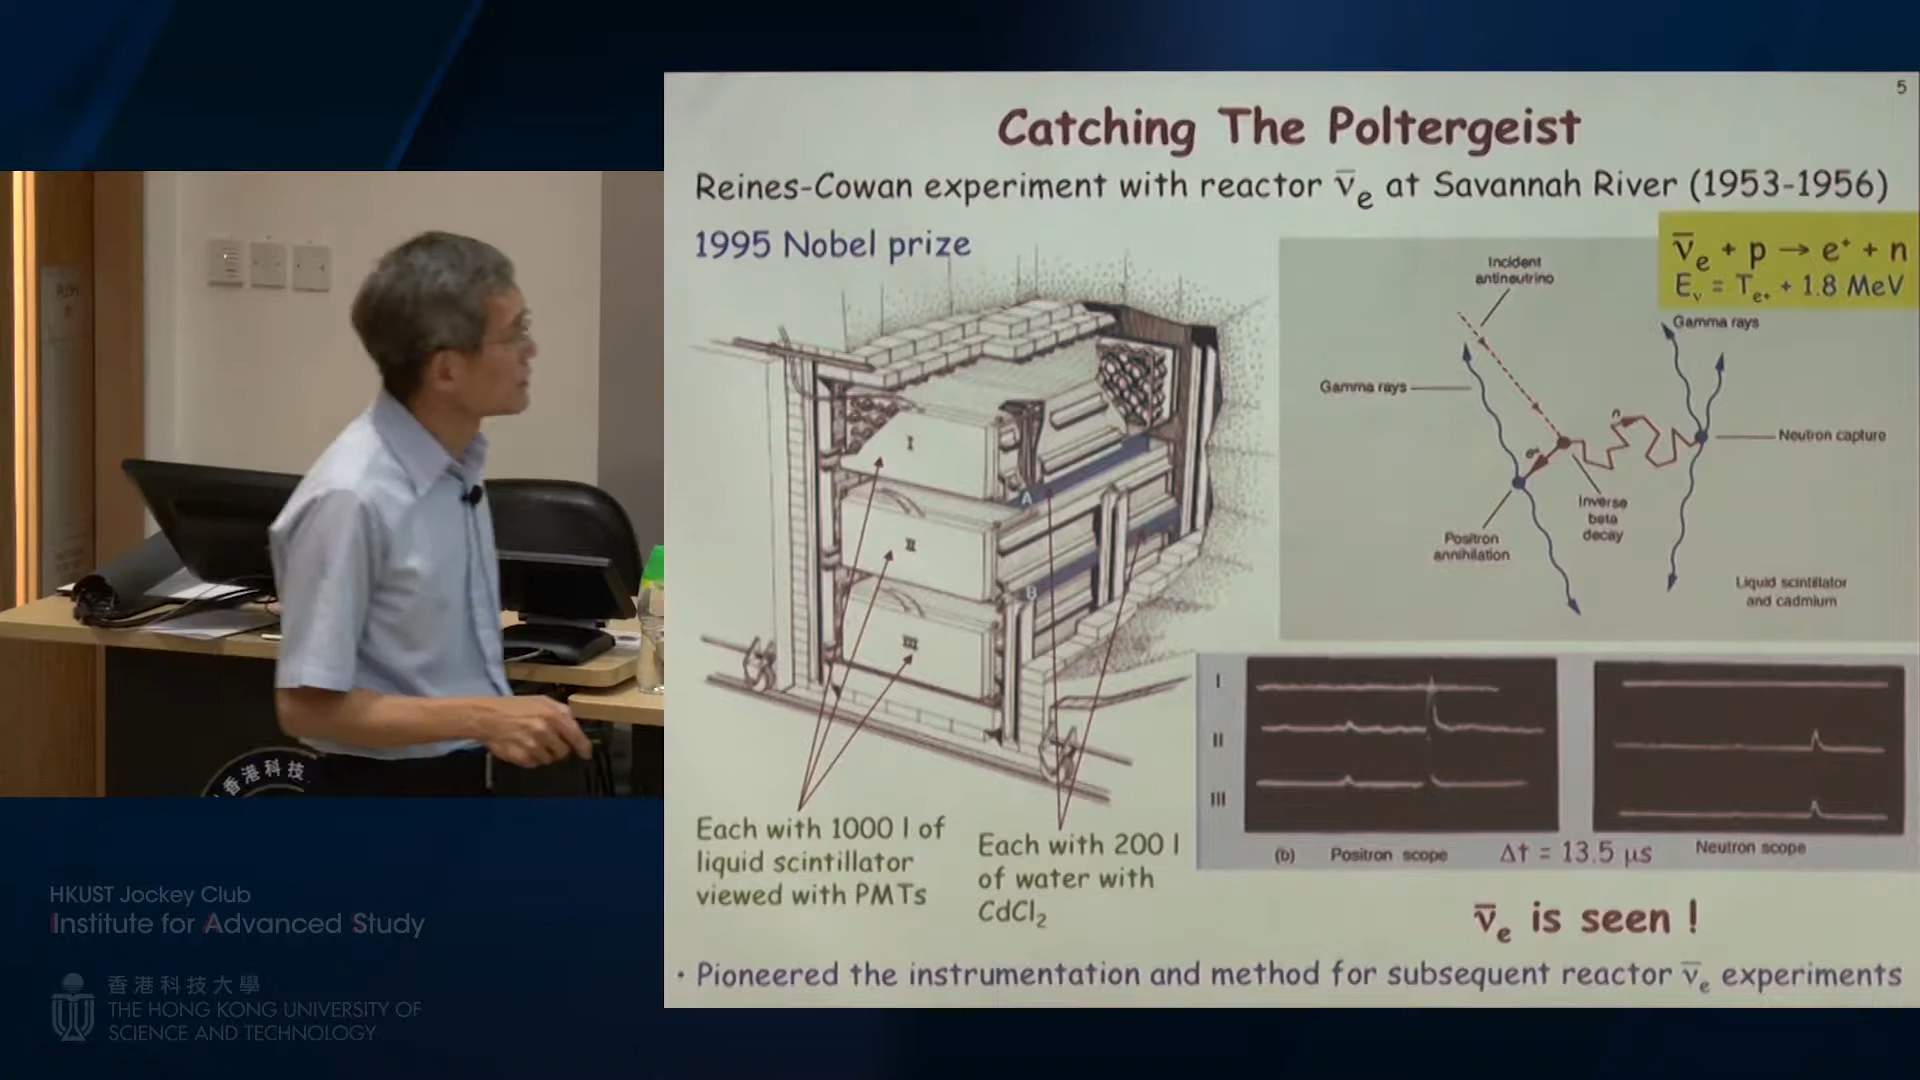 5
Catching The Poltergeist
Reines-Cowan experiment with reactor ν̅e at Savannah River (1953-1956)
1995 Nobel prize
ν̅e + p → e⁺ + n
Eν = Te+ + 1.8 MeV
Incident
antineutrino
Gamma rays
Gamma rays
n
e⁺
Neutron capture
Inverse
beta
decay
Positron
annihilation
Liquid scintillator
and cadmium
I
A
II
B
III
Each with 1000 l of
liquid scintillator
viewed with PMTs
Each with 200 l
of water with
CdCl₂
I
II
III
(b) Positron scope Δt = 13.5 μs Neutron scope
ν̅e is seen !
• Pioneered the instrumentation and method for subsequent reactor ν̅e experiments
PUSH
香港科技
HKUST Jockey Club
Institute for Advanced Study
香港科技大學
THE HONG KONG UNIVERSITY OF
SCIENCE AND TECHNOLOGY